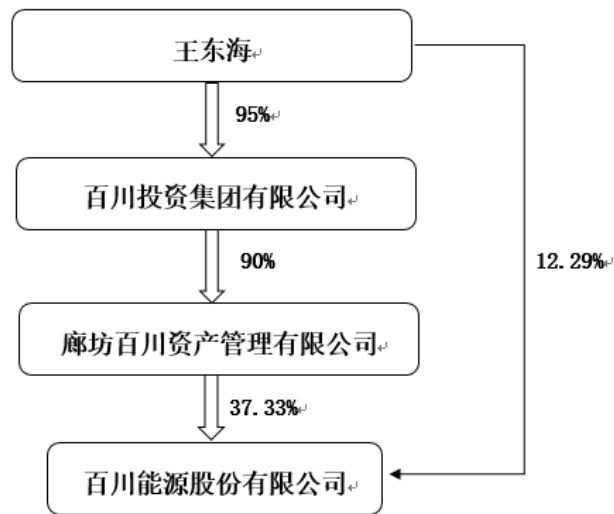 王东海
95%
百川投资集团有限公司
90%
12.29%
廊坊百川资产管理有限公司
37.33%
百川能源股份有限公司